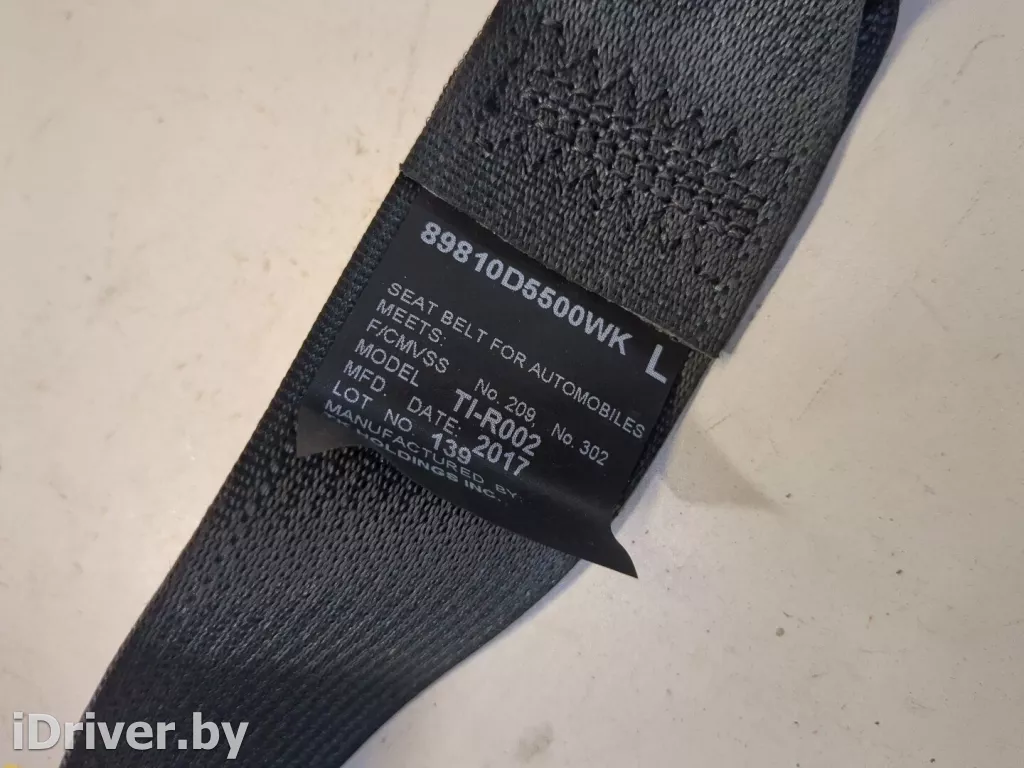 89810D5500WK L
SEAT BELT FOR AUTOMOBILES
MEETS:
F/CMVSS No. 209, No. 302
MODEL TI-R002
MFD. DATE: 2017
LOT. NO 139
MANUFACTURED BY:
HOLDINGS INC.
iDriver.by